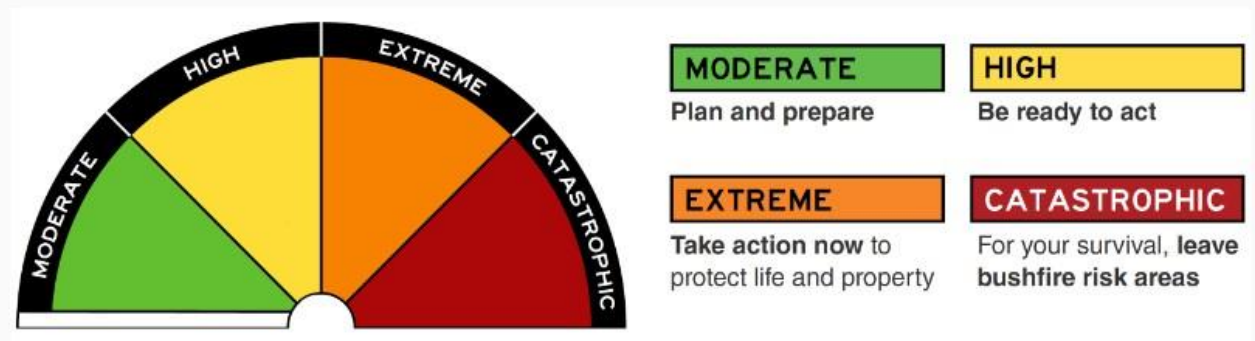 MODERATE
HIGH
EXTREME
CATASTROPHIC
MODERATE
Plan and prepare
HIGH
Be ready to act
EXTREME
Take action now to
protect life and property
CATASTROPHIC
For your survival, leave
bushfire risk areas